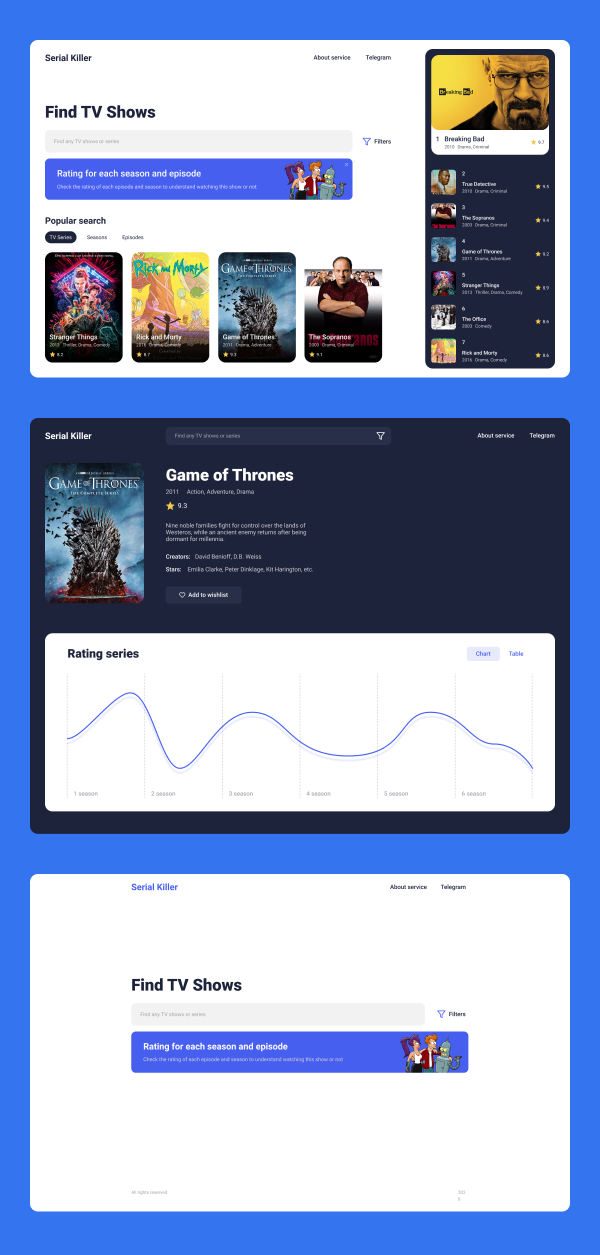 Serial Killer
About service
Telegram
Find TV Shows
Find any TV shows or series
Filters
Rating for each season and episode
Check the rating of each episode and season to understand watching this show or not
Popular search
TV Series
Seasons
Episodes
Stranger Things
Thriller, Drama, Comedy
8.2
Rick and Morty
Rick and Morty
Drama, Comedy
8.7
GAME OF THRONES
THE COMPLETE SERIES
Game of Thrones
2011 Drama, Adventure
9.3
The Sopranos
2003 Drama, Criminal
9.1
Breaking Bad
1 Breaking Bad
2010 Drama, Criminal
9.7
2
True Detective
2010 Drama, Criminal
9.5
3
The Sopranos
2003 Drama, Criminal
9.4
4
Game of Thrones
2011 Drama, Adventure
9.2
5
Stranger Things
2013 Thriller, Drama, Comedy
8.9
6
The Office
2003 Comedy
8.6
7
Rick and Morty
2016 Drama, Comedy
8.6
Serial Killer
Find any TV shows or series
About service
Telegram
GAME OF THRONES
THE COMPLETE SERIES
Game of Thrones
2011 Action, Adventure, Drama
9.3
Nine noble families fight for control over the lands of
Westeros, while an ancient enemy returns after being
dormant for millennia.
Creators: David Benioff, D.B. Weiss
Stars: Emilia Clarke, Peter Dinklage, Kit Harington, etc.
Add to wishlist
Rating series
Chart
Table
1 season
2 season
3 season
4 season
5 season
6 season
Serial Killer
About service
Telegram
Find TV Shows
Find any TV shows or series
Filters
Rating for each season and episode
Check the rating of each episode and season to understand watching this show or not
All rights reserved